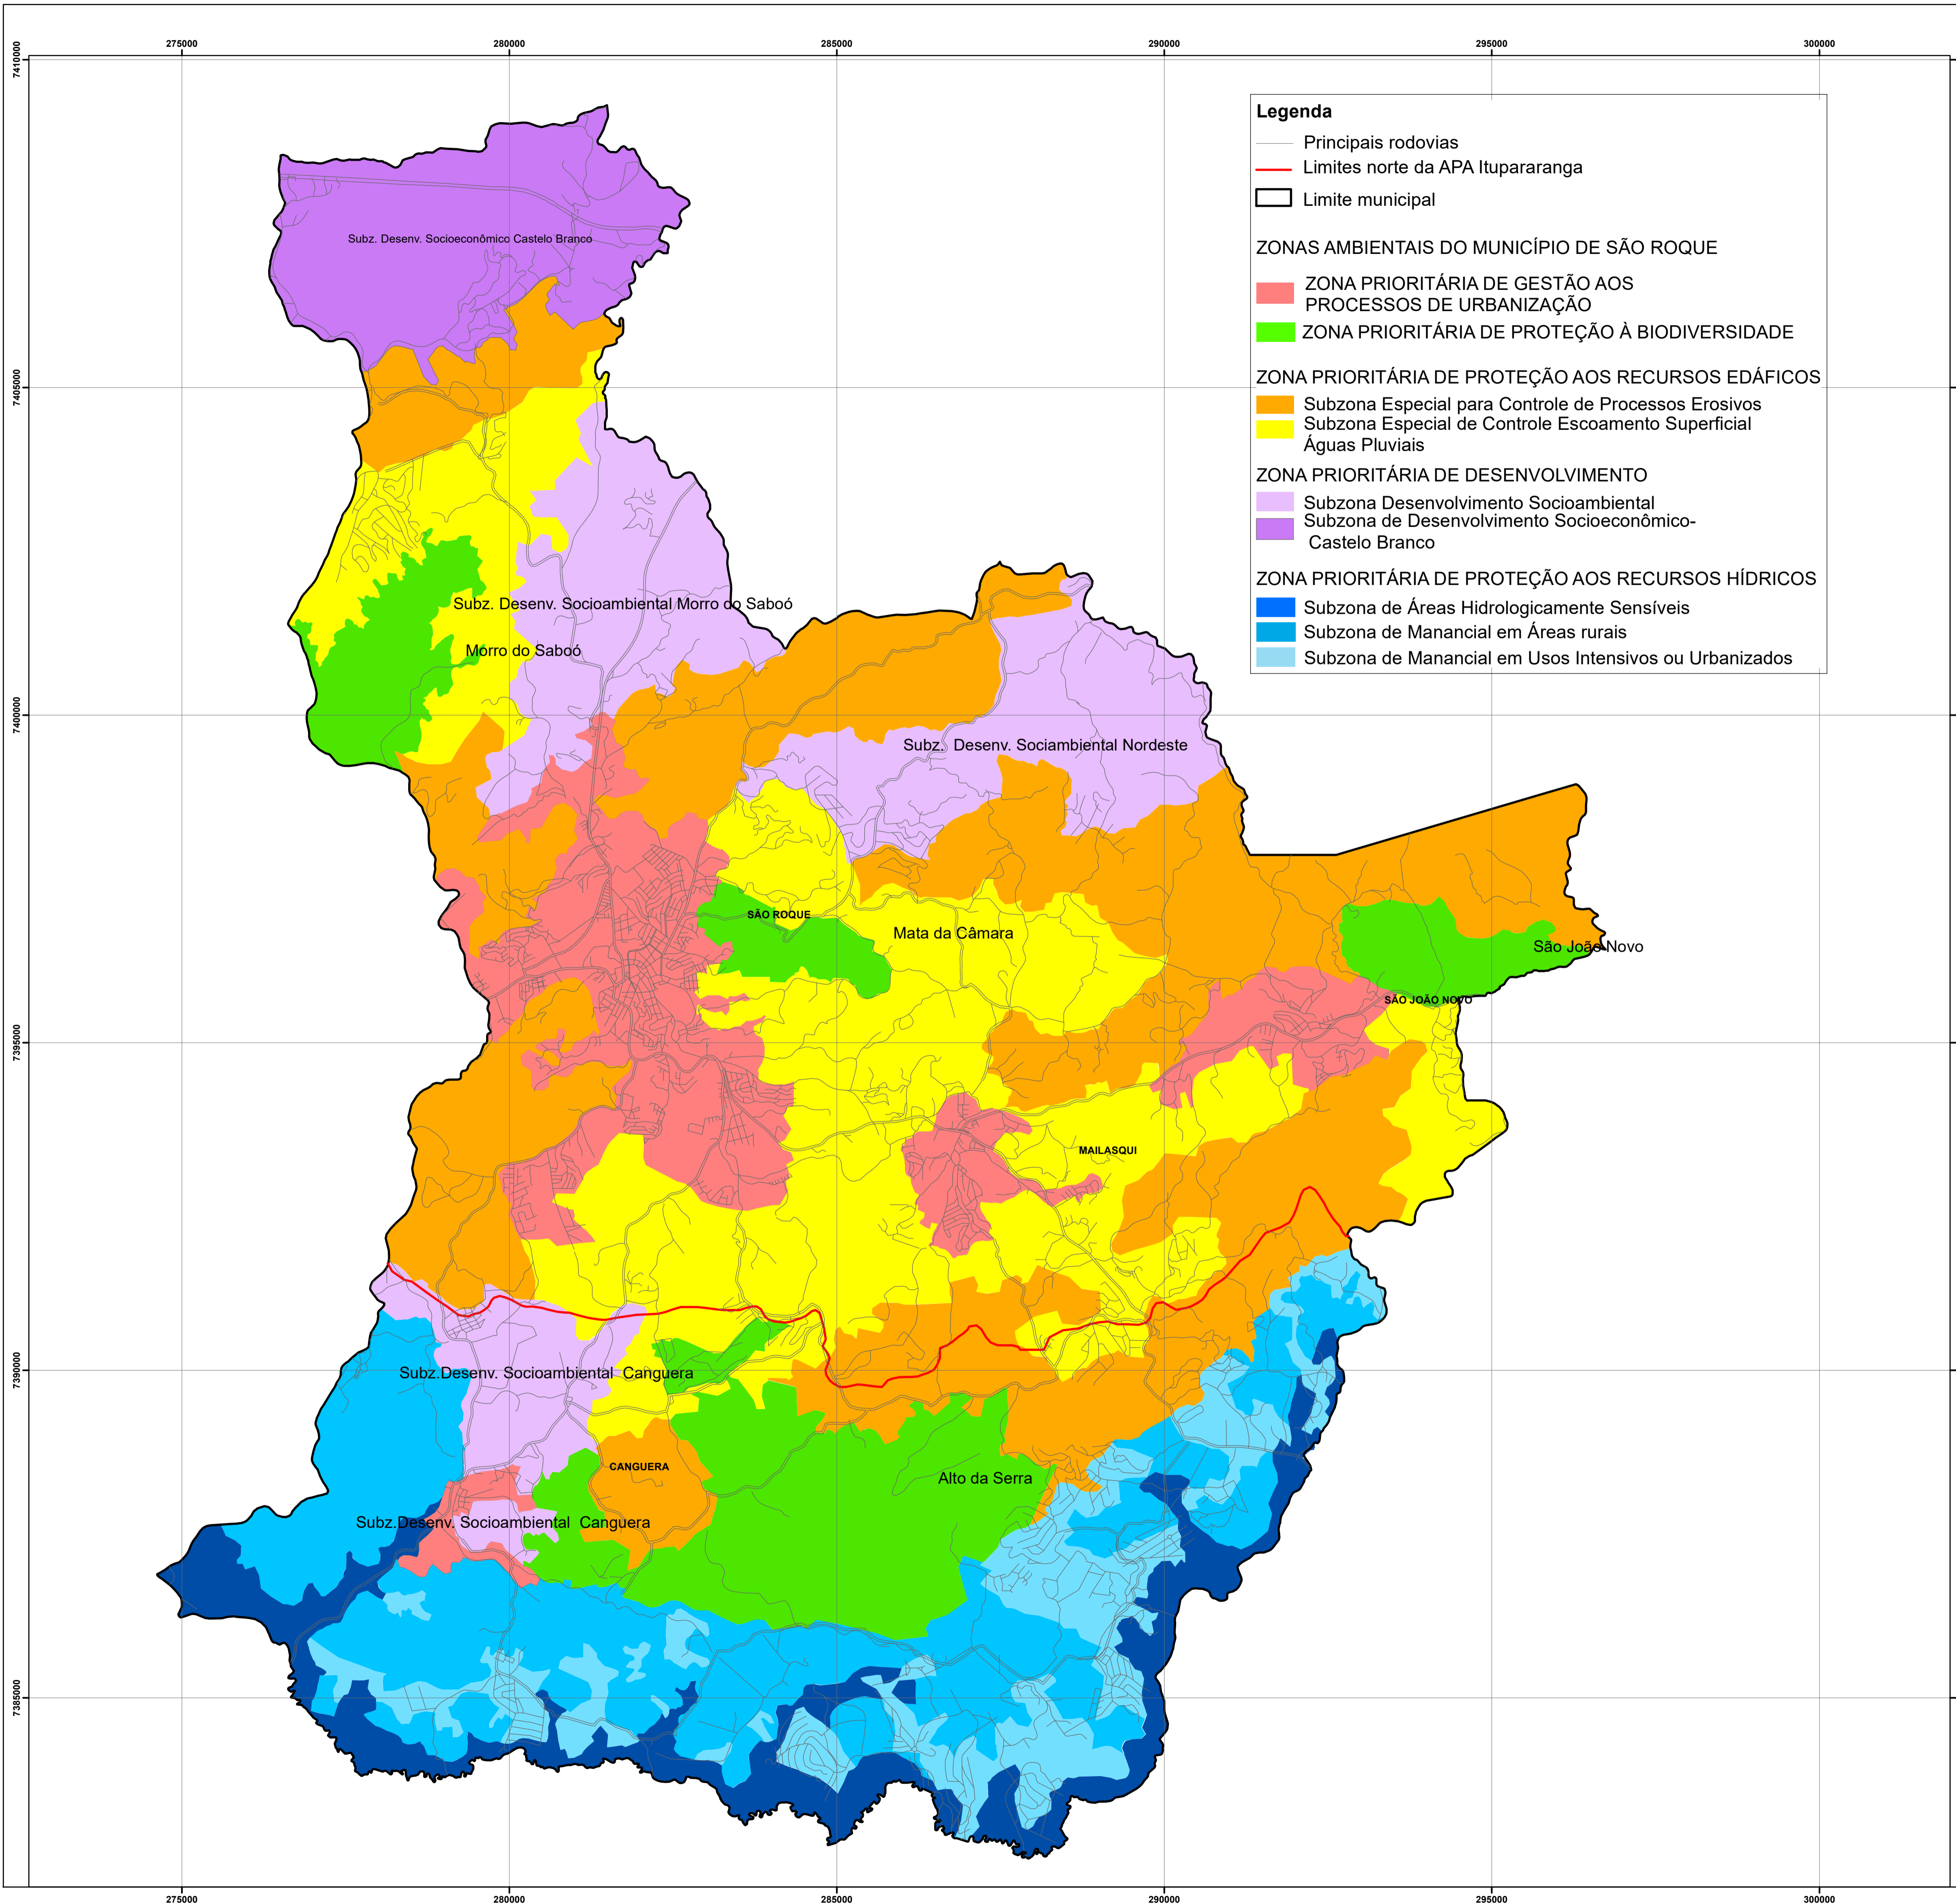 275000 280000 285000 290000 295000 300000
7410000
Legenda
Principais rodovias
Limites norte da APA Itupararanga
Limite municipal
ZONAS AMBIENTAIS DO MUNICÍPIO DE SÃO ROQUE
ZONA PRIORITÁRIA DE GESTÃO AOS
PROCESSOS DE URBANIZAÇÃO
ZONA PRIORITÁRIA DE PROTEÇÃO À BIODIVERSIDADE
ZONA PRIORITÁRIA DE PROTEÇÃO AOS RECURSOS EDÁFICOS
Subzona Especial para Controle de Processos Erosivos
Subzona Especial de Controle Escoamento Superficial
Águas Pluviais
ZONA PRIORITÁRIA DE DESENVOLVIMENTO
Subzona Desenvolvimento Socioambiental
Subzona de Desenvolvimento Socioeconômico-
Castelo Branco
ZONA PRIORITÁRIA DE PROTEÇÃO AOS RECURSOS HÍDRICOS
Subzona de Áreas Hidrologicamente Sensíveis
Subzona de Manancial em Áreas rurais
Subzona de Manancial em Usos Intensivos ou Urbanizados
Subz. Desenv. Socioeconômico Castelo Branco
7405000
Subz. Desenv. Socioambiental Morro do Saboó
Morro do Saboó
7400000
Subz. Desenv. Sociambiental Nordeste
SÃO ROQUE
Mata da Câmara
São João Novo
SÃO JOÃO NOVO
7395000
MAILASQUI
7390000
Subz.Desenv. Socioambiental Canguera
CANGUERA
Alto da Serra
Subz.Desenv. Socioambiental Canguera
7385000
275000 280000 285000 290000 295000 300000